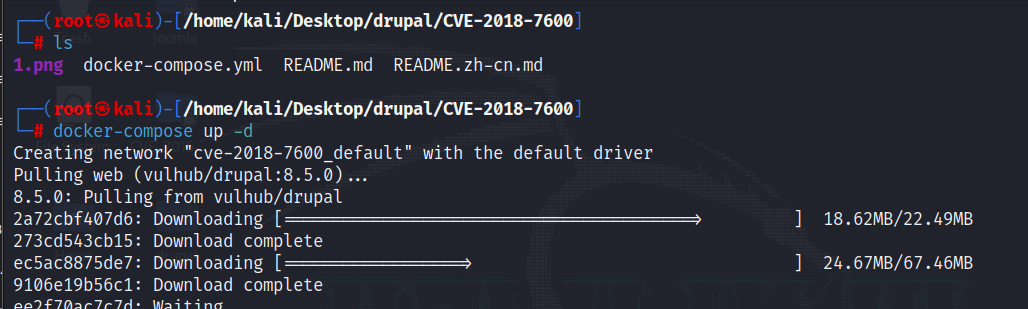 ┌──(root㉿kali)-[/home/kali/Desktop/drupal/CVE-2018-7600]
└─# ls
1.png  docker-compose.yml  README.md  README.zh-cn.md
┌──(root㉿kali)-[/home/kali/Desktop/drupal/CVE-2018-7600]
└─# docker-compose up -d
Creating network "cve-2018-7600_default" with the default driver
Pulling web (vulhub/drupal:8.5.0)...
8.5.0: Pulling from vulhub/drupal
2a72cbf407d6: Downloading [=========================================>         ]  18.62MB/22.49MB
273cd543cb15: Download complete
ec5ac8875de7: Downloading [==================>                                ]  24.67MB/67.46MB
9106e19b56c1: Download complete
ee2f70ac7c7d: Waiting